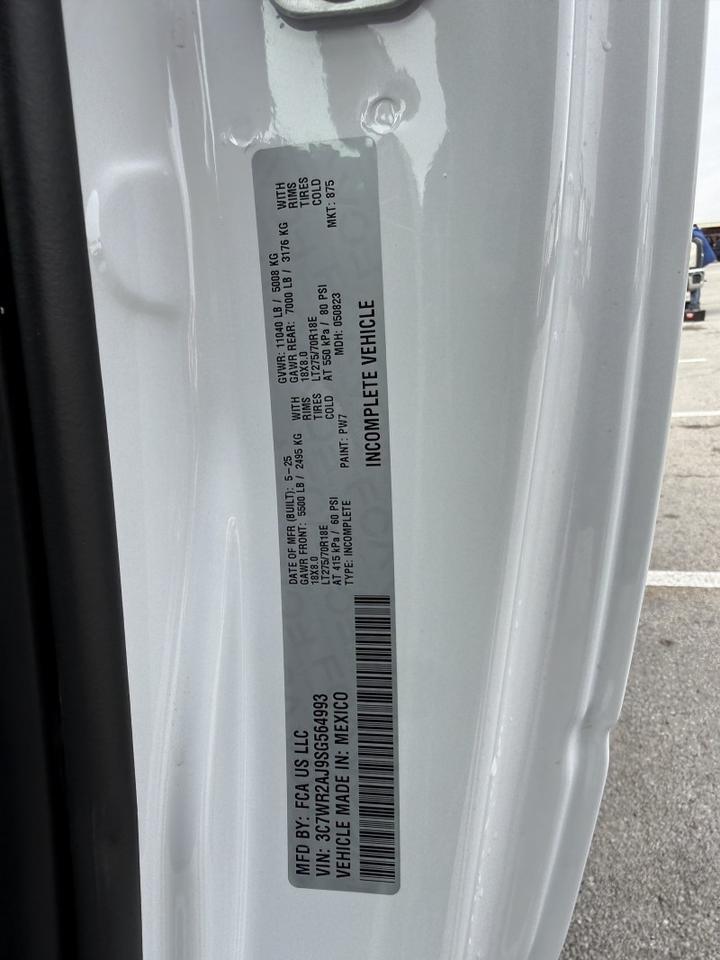 MFD BY: FCA US LLC
VIN: 3C7WR2AJ9SG564993
VEHICLE MADE IN: MEXICO
DATE OF MFR (BUILT): 5-25
GAWR FRONT: 5500 LB / 2495 KG WITH
18X8.0 RIMS
LT275/70R18E TIRES
AT 415 kPa / 60 PSI COLD
TYPE: INCOMPLETE PAINT: PW7
GVWR: 11040 LB / 5008 KG
GAWR REAR: 7000 LB / 3176 KG WITH
18X8.0 RIMS
LT275/70R18E TIRES
AT 550 kPa / 80 PSI COLD
MDH: 050823 MKT: 875
INCOMPLETE VEHICLE